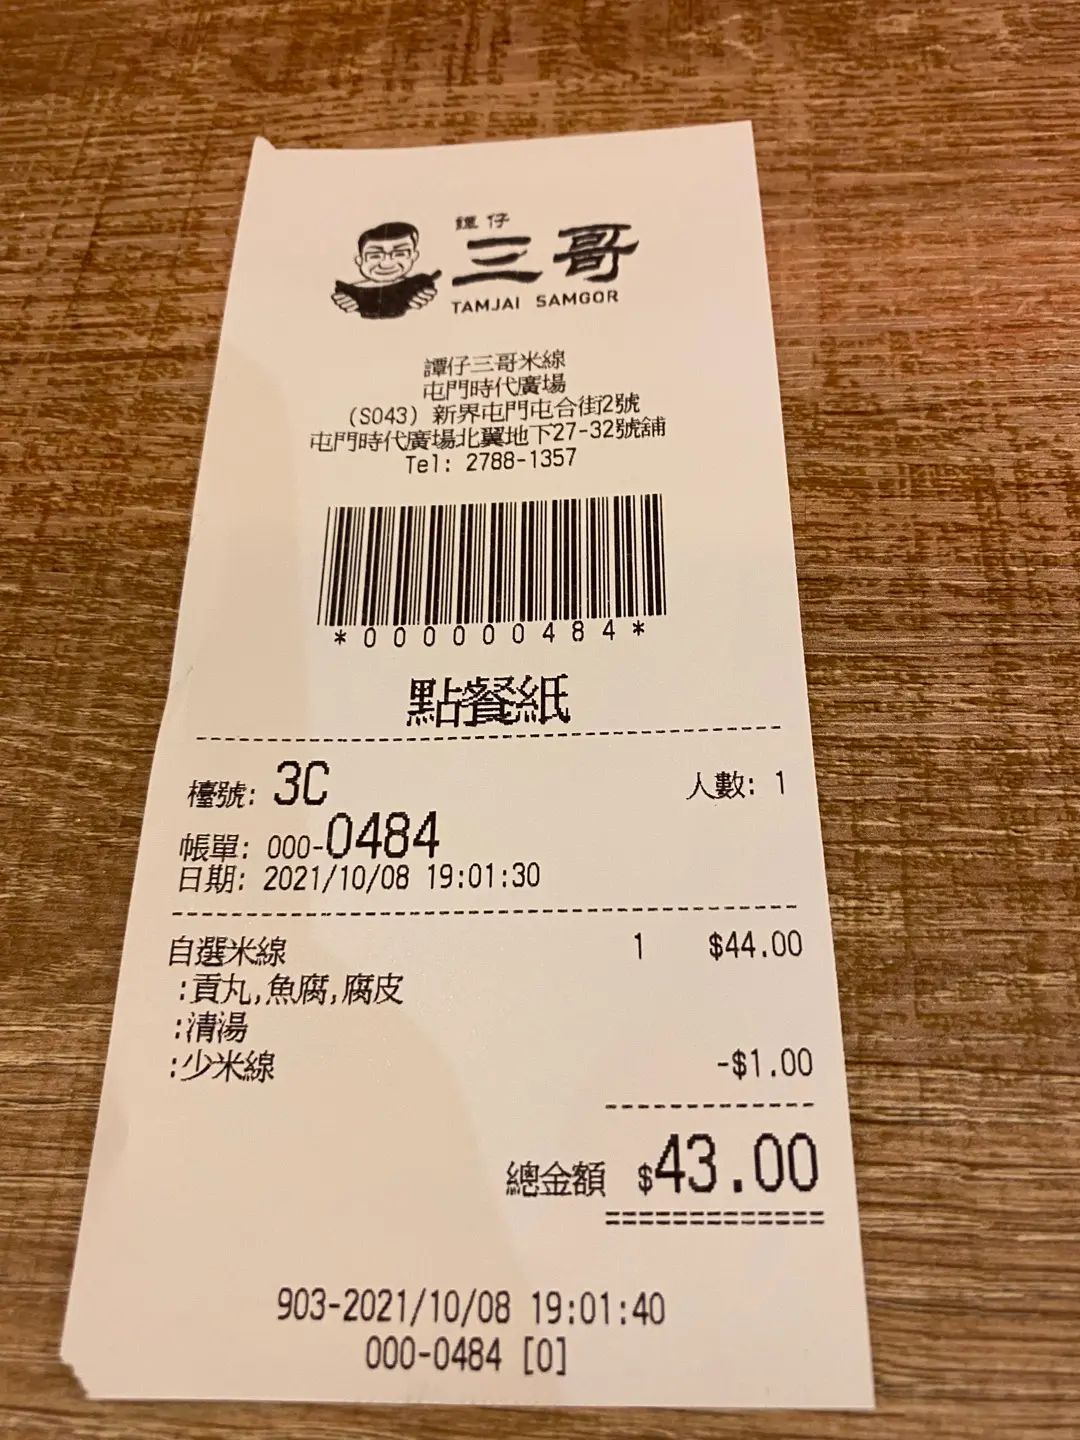 譚仔
三哥
TAMJAI SAMGOR
譚仔三哥米線
屯門時代廣場
(S043) 新界屯門屯合街2號
屯門時代廣場北翼地下27-32號舖
Tel: 2788-1357
*000000484*
點餐紙
檯號: 3C 人數: 1
帳單: 000-0484
日期: 2021/10/08 19:01:30
自選米線 1 $44.00
:貢丸,魚腐,腐皮
:清湯
:少米線 -$1.00
總金額 $43.00
=============
903-2021/10/08 19:01:40
000-0484 [0]